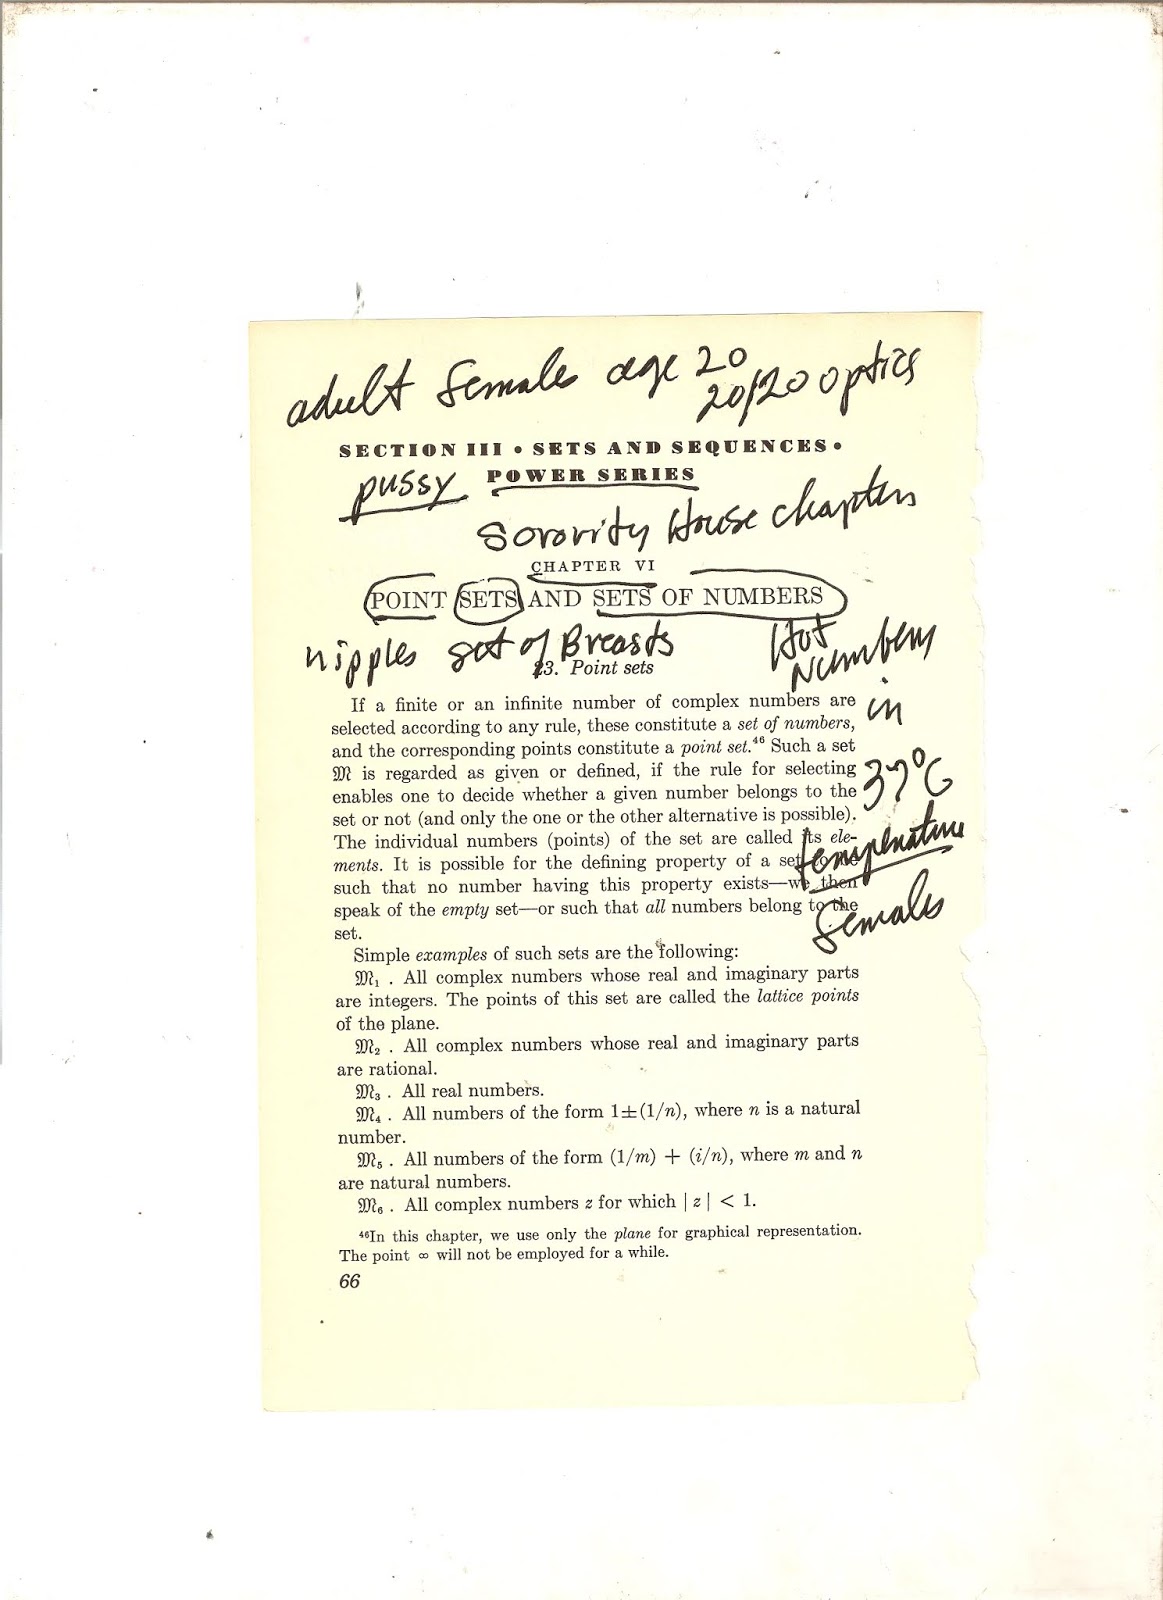 adult females age 20
20/20 optics
SECTION III • SETS AND SEQUENCES •
POWER SERIES
pussy
Sorority House chapters
CHAPTER VI
POINT SETS AND SETS OF NUMBERS
nipples set of Breasts
Hot
Numbers
in
37°C
temperature
females
23. Point sets
If a finite or an infinite number of complex numbers are
selected according to any rule, these constitute a set of numbers,
and the corresponding points constitute a point set.⁴⁶ Such a set
𝔐 is regarded as given or defined, if the rule for selecting
enables one to decide whether a given number belongs to the
set or not (and only the one or the other alternative is possible).
The individual numbers (points) of the set are called its ele-
ments. It is possible for the defining property of a set to be
such that no number having this property exists—we then
speak of the empty set—or such that all numbers belong to the
set.
Simple examples of such sets are the following:
𝔐₁ . All complex numbers whose real and imaginary parts
are integers. The points of this set are called the lattice points
of the plane.
𝔐₂ . All complex numbers whose real and imaginary parts
are rational.
𝔐₃ . All real numbers.
𝔐₄ . All numbers of the form 1±(1/n), where n is a natural
number.
𝔐₅ . All numbers of the form (1/m) + (i/n), where m and n
are natural numbers.
𝔐₆ . All complex numbers z for which | z | < 1.
⁴⁶In this chapter, we use only the plane for graphical representation.
The point ∞ will not be employed for a while.
66